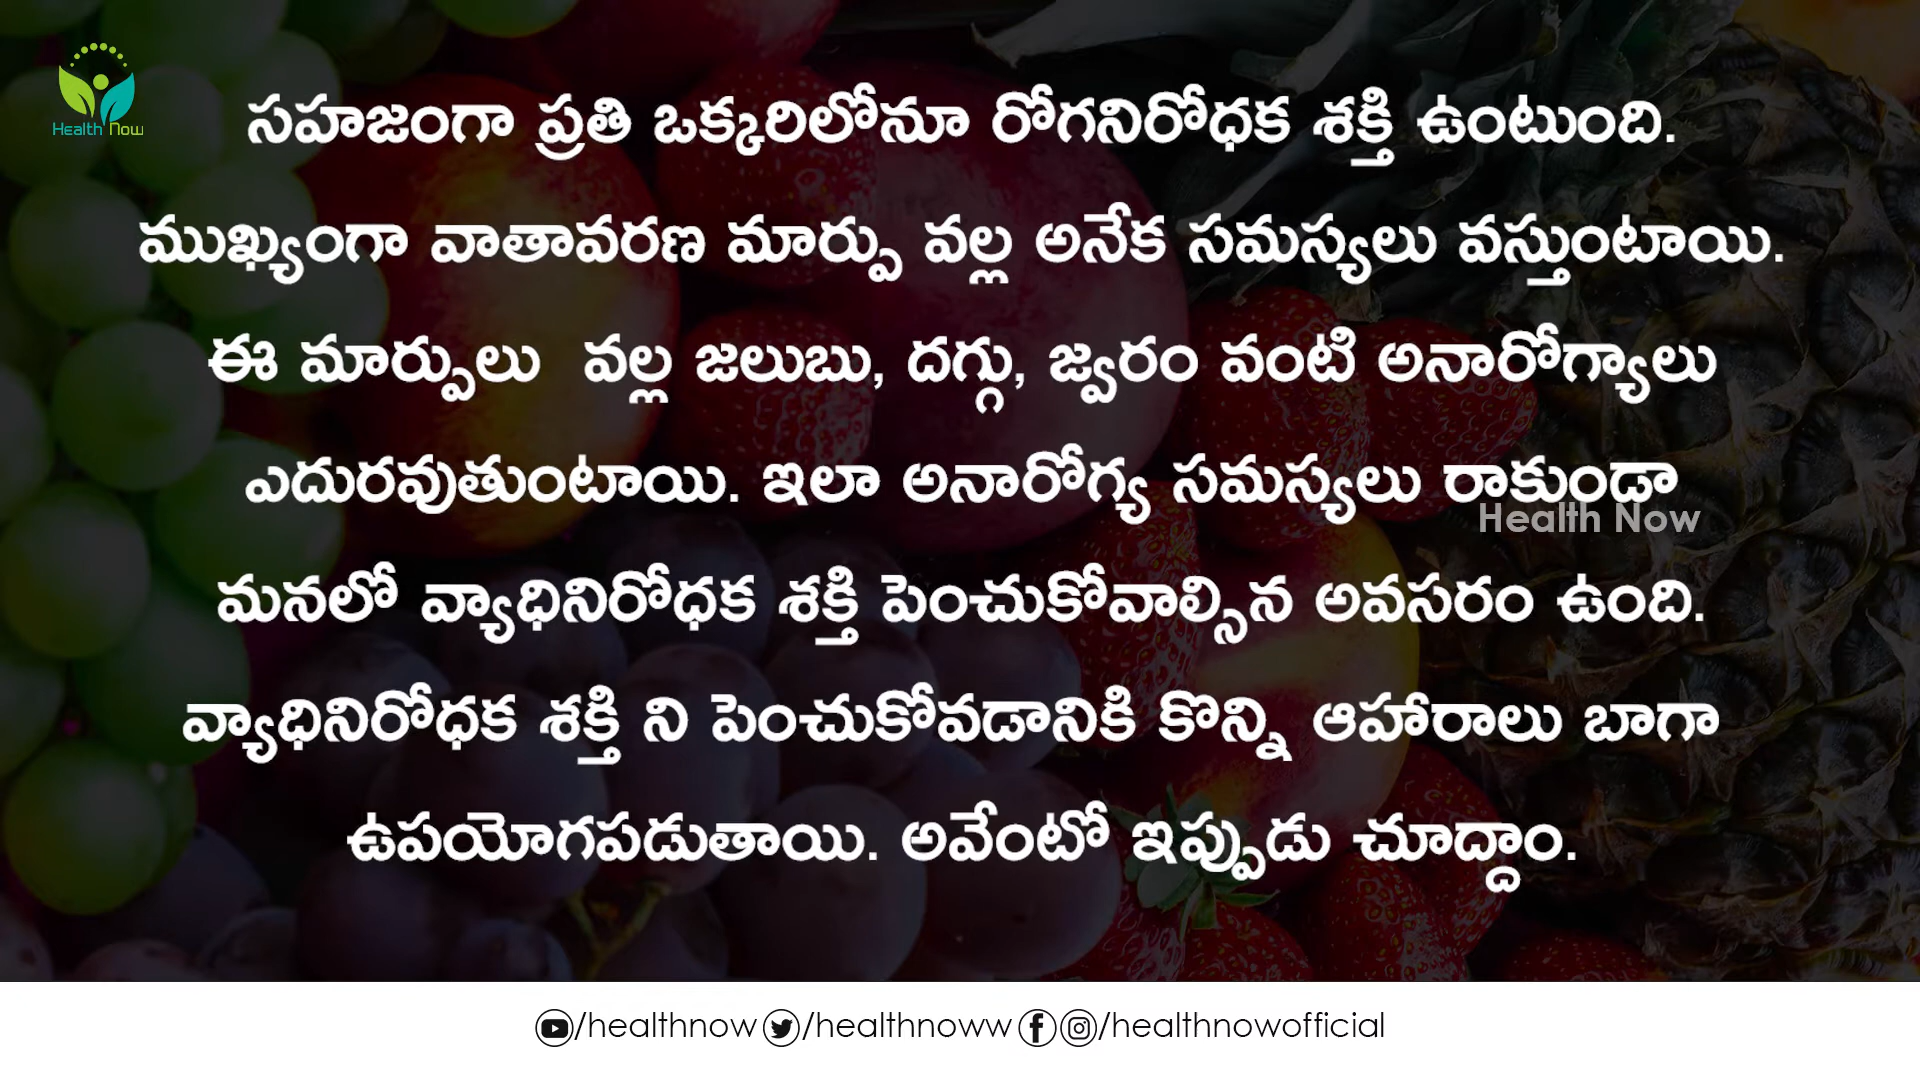 Health Now
సహజంగా ప్రతి ఒక్కరిలోనూ రోగనిరోధక శక్తి ఉంటుంది.
ముఖ్యంగా వాతావరణ మార్పు వల్ల అనేక సమస్యలు వస్తుంటాయి.
ఈ మార్పులు వల్ల జలుబు, దగ్గు, జ్వరం వంటి అనారోగ్యాలు
ఎదురవుతుంటాయి. ఇలా అనారోగ్య సమస్యలు రాకుండా
Health Now
మనలో వ్యాధినిరోధక శక్తి పెంచుకోవాల్సిన అవసరం ఉంది.
వ్యాధినిరోధక శక్తి ని పెంచుకోవడానికి కొన్ని ఆహారాలు బాగా
ఉపయోగపడుతాయి. అవేంటో ఇప్పుడు చూద్దాం.
/healthnow /healthnoww /healthnowofficial